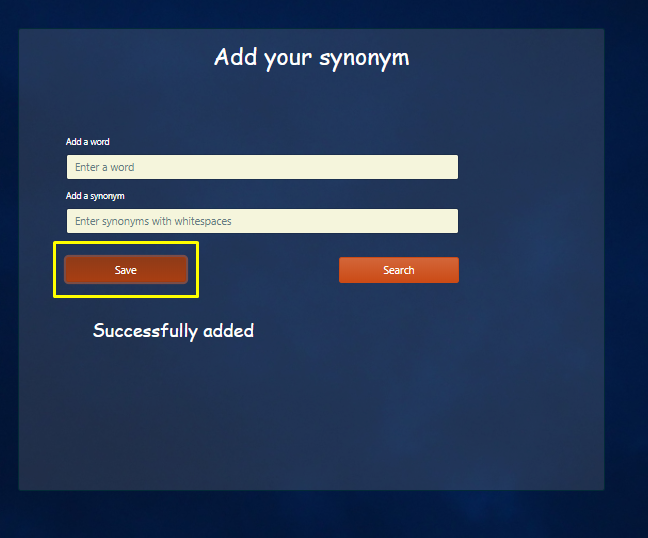 Add your synonym
Add a word
Enter a word
Add a synonym
Enter synonyms with whitespaces
Save
Search
Successfully added